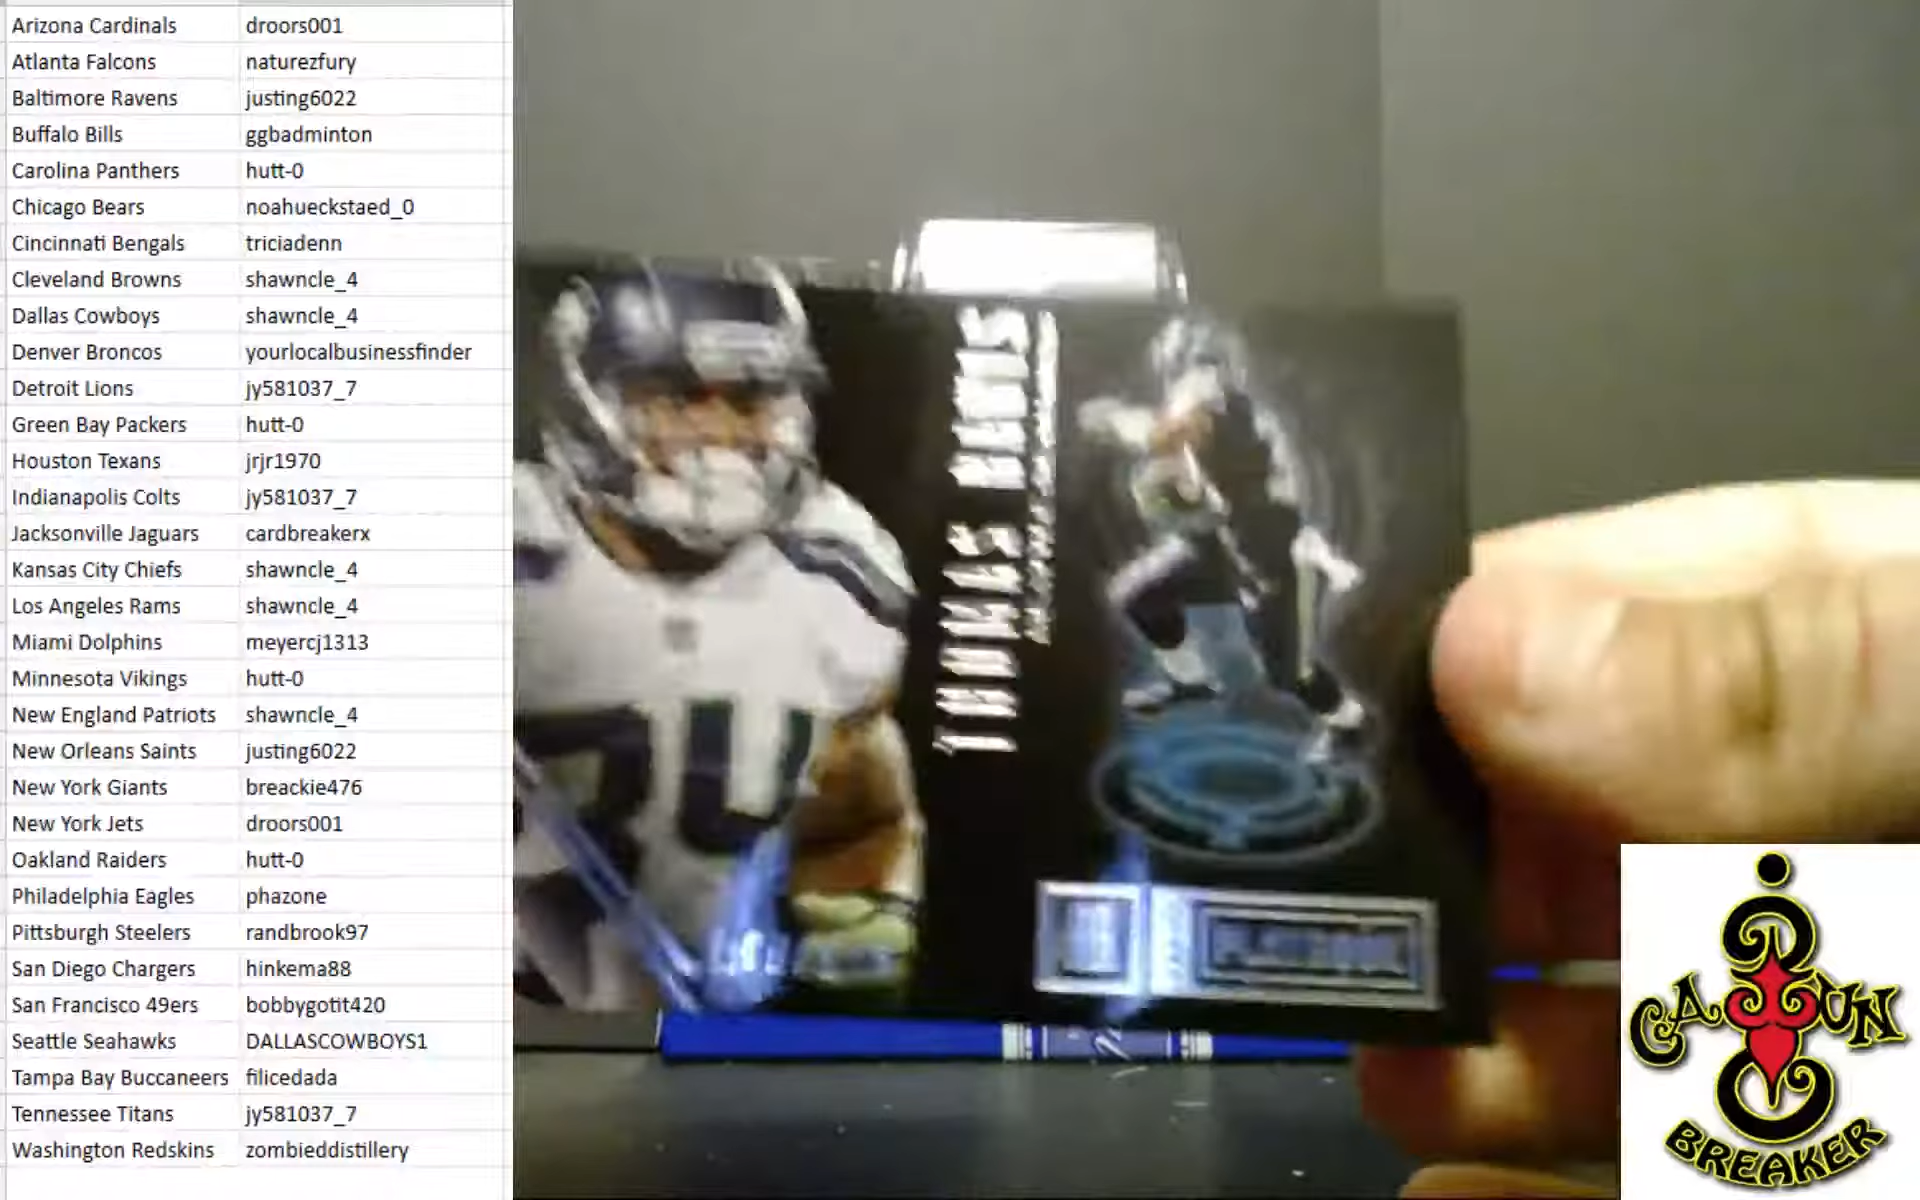 Arizona Cardinals droors001
Atlanta Falcons naturezfury
Baltimore Ravens justing6022
Buffalo Bills ggbadminton
Carolina Panthers hutt-0
Chicago Bears noahueckstaed_0
Cincinnati Bengals triciadenn
Cleveland Browns shawncle_4
Dallas Cowboys shawncle_4
Denver Broncos yourlocalbusinessfinder
Detroit Lions jy581037_7
Green Bay Packers hutt-0
Houston Texans jrjr1970
Indianapolis Colts jy581037_7
Jacksonville Jaguars cardbreakerx
Kansas City Chiefs shawncle_4
Los Angeles Rams shawncle_4
Miami Dolphins meyercj1313
Minnesota Vikings hutt-0
New England Patriots shawncle_4
New Orleans Saints justing6022
New York Giants breackie476
New York Jets droors001
Oakland Raiders hutt-0
Philadelphia Eagles phazone
Pittsburgh Steelers randbrook97
San Diego Chargers hinkema88
San Francisco 49ers bobbygotit420
Seattle Seahawks DALLASCOWBOYS1
Tampa Bay Buccaneers filicedada
Tennessee Titans jy581037_7
Washington Redskins zombieddistillery
THOMAS RAWLS
CAJUN
BREAKER